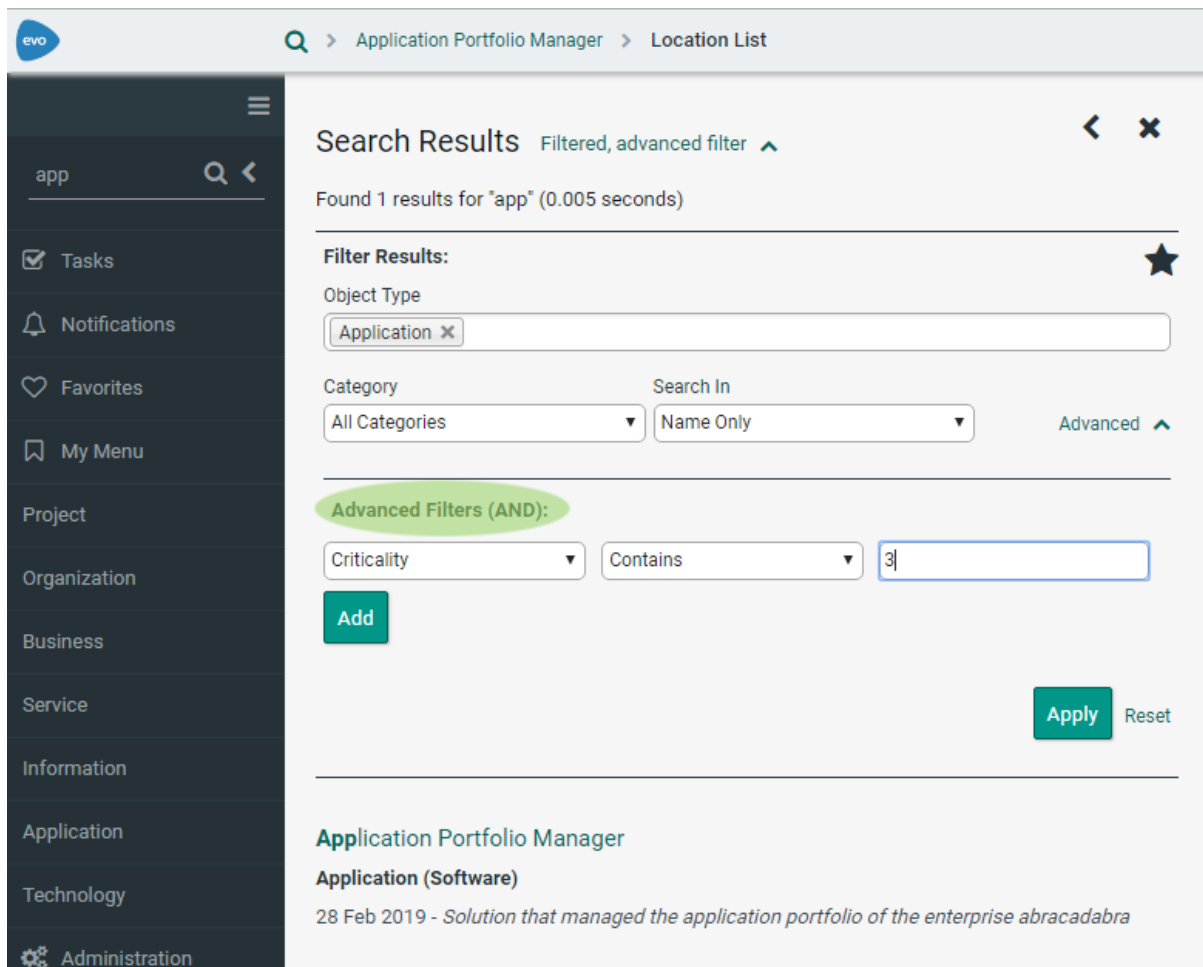 evo
> Application Portfolio Manager > Location List
app
Tasks
Notifications
Favorites
My Menu
Project
Organization
Business
Service
Information
Application
Technology
Administration
Search Results Filtered, advanced filter
Found 1 results for "app" (0.005 seconds)
Filter Results:
Object Type
Application
Category Search In
All Categories Name Only Advanced
Advanced Filters (AND):
Criticality Contains 3
Add
Apply Reset
Application Portfolio Manager
Application (Software)
28 Feb 2019 - Solution that managed the application portfolio of the enterprise abracadabra